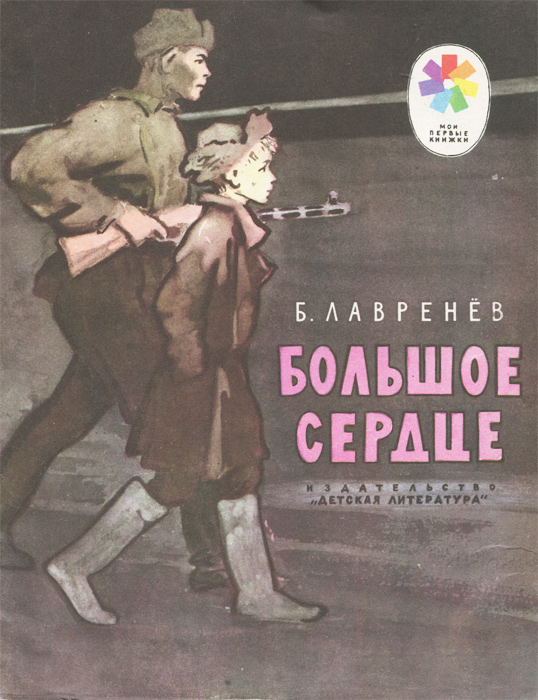 МОИ
ПЕРВЫЕ
КНИЖКИ
Б. ЛАВРЕНЁВ
БОЛЬШОЕ
СЕРДЦЕ
ИЗДАТЕЛЬСТВО
„ДЕТСКАЯ ЛИТЕРАТУРА"